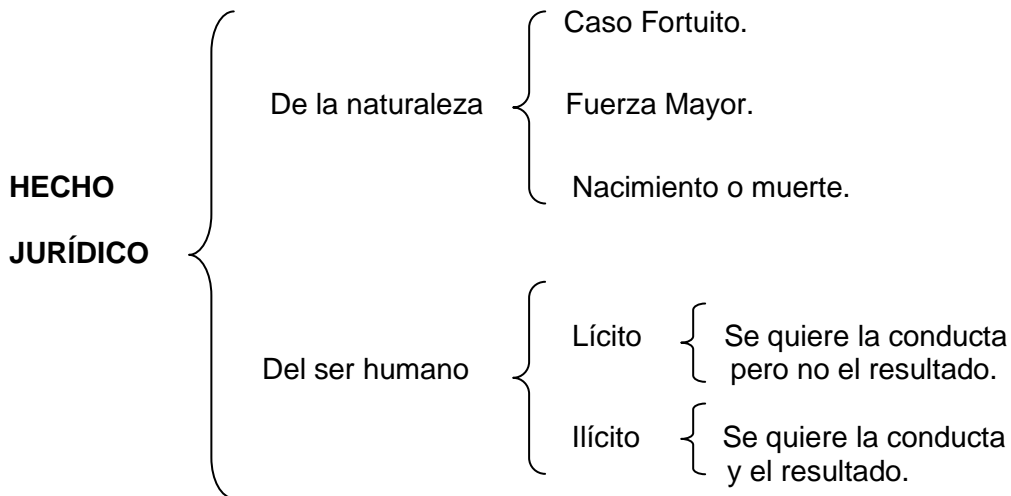 HECHO
JURÍDICO
De la naturaleza
Caso Fortuito.
Fuerza Mayor.
Nacimiento o muerte.
Del ser humano
Lícito
Se quiere la conducta
pero no el resultado.
Ilícito
Se quiere la conducta
y el resultado.